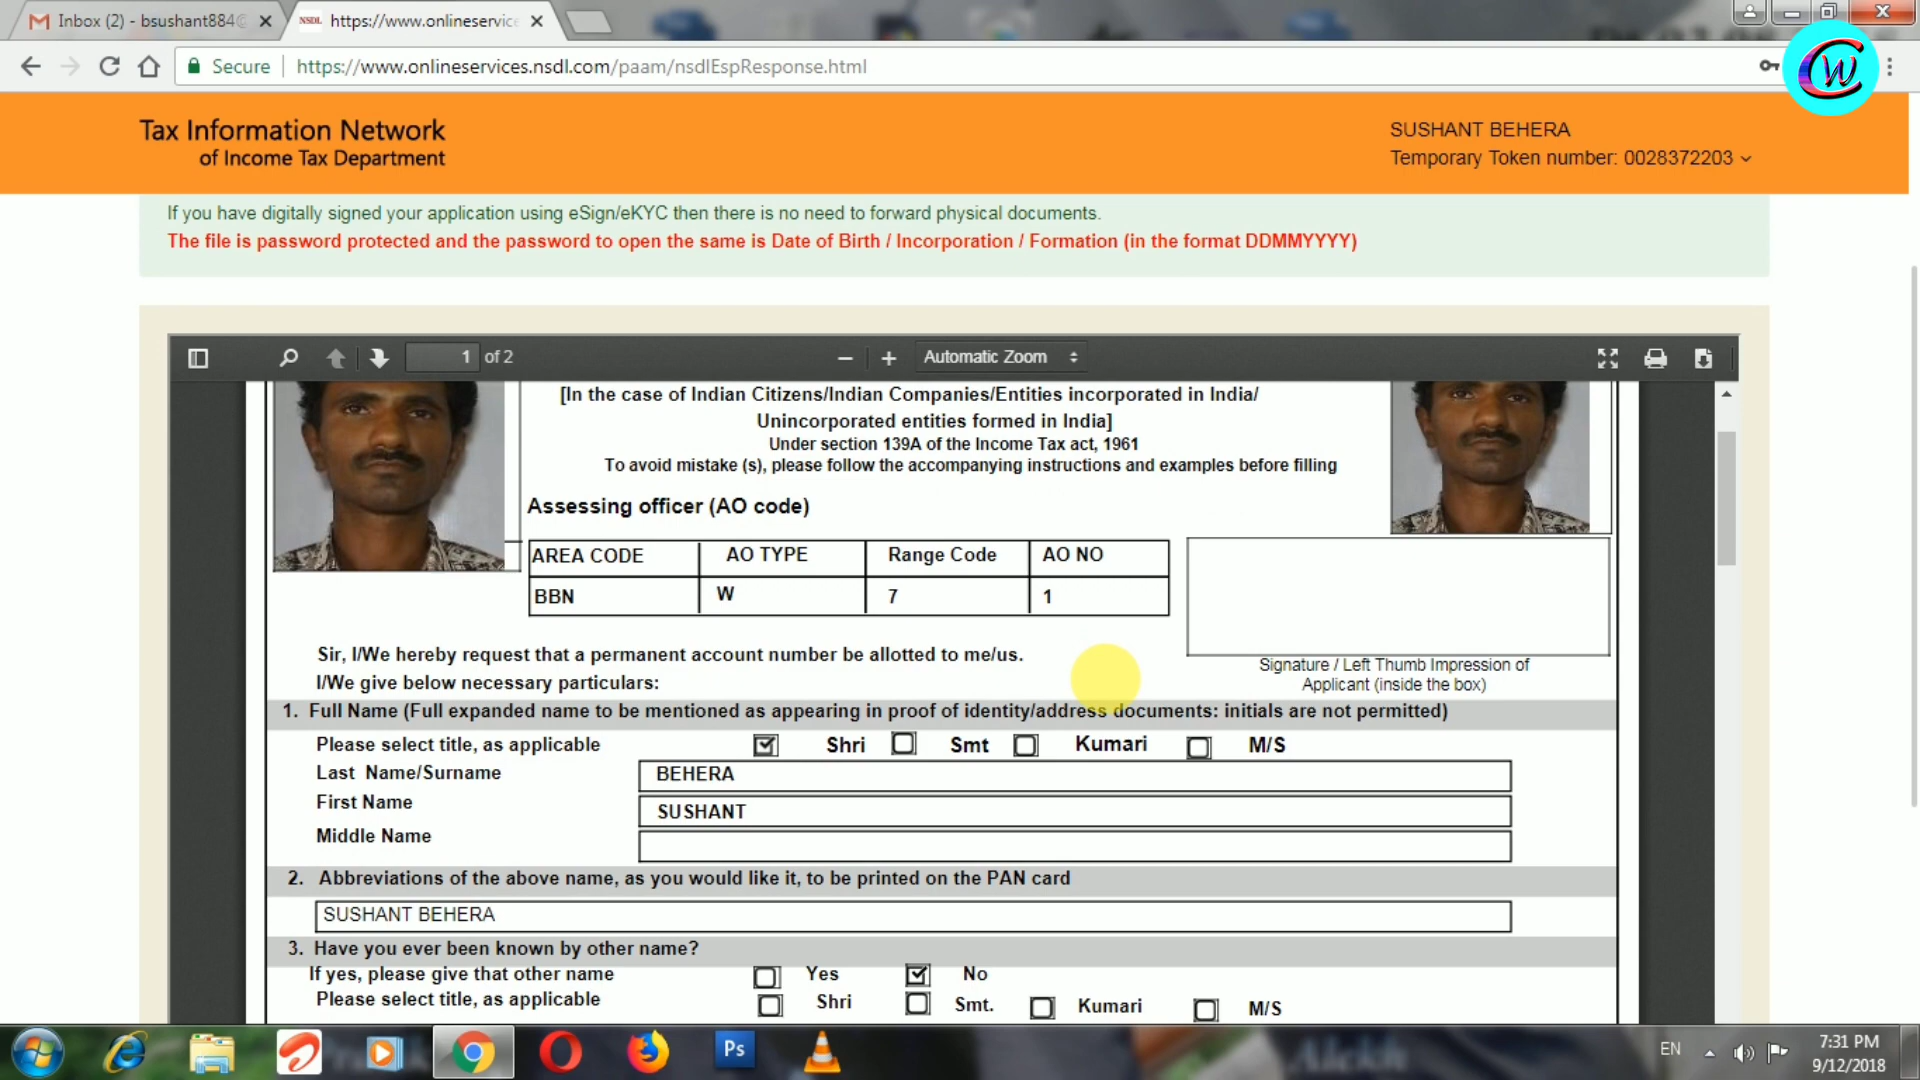 Inbox (2) - bsushant884@
NSDL https://www.onlineservic
Secure https://www.onlineservices.nsdl.com/paam/nsdlEspResponse.html
CW
Tax Information Network
of Income Tax Department
SUSHANT BEHERA
Temporary Token number: 0028372203
If you have digitally signed your application using eSign/eKYC then there is no need to forward physical documents.
The file is password protected and the password to open the same is Date of Birth / Incorporation / Formation (in the format DDMMYYYY)
1 of 2
Automatic Zoom
[In the case of Indian Citizens/Indian Companies/Entities incorporated in India/
Unincorporated entities formed in India]
Under section 139A of the Income Tax act, 1961
To avoid mistake (s), please follow the accompanying instructions and examples before filling
Assessing officer (AO code)
AREA CODE AO TYPE Range Code AO NO
BBN W 7 1
Sir, I/We hereby request that a permanent account number be allotted to me/us.
I/We give below necessary particulars:
Signature / Left Thumb Impression of
Applicant (inside the box)
1. Full Name (Full expanded name to be mentioned as appearing in proof of identity/address documents: initials are not permitted)
Please select title, as applicable Shri Smt Kumari M/S
Last Name/Surname BEHERA
First Name SUSHANT
Middle Name
2. Abbreviations of the above name, as you would like it, to be printed on the PAN card
SUSHANT BEHERA
3. Have you ever been known by other name?
If yes, please give that other name Yes No
Please select title, as applicable Shri Smt. Kumari M/S
Ps
EN
7:31 PM
9/12/2018